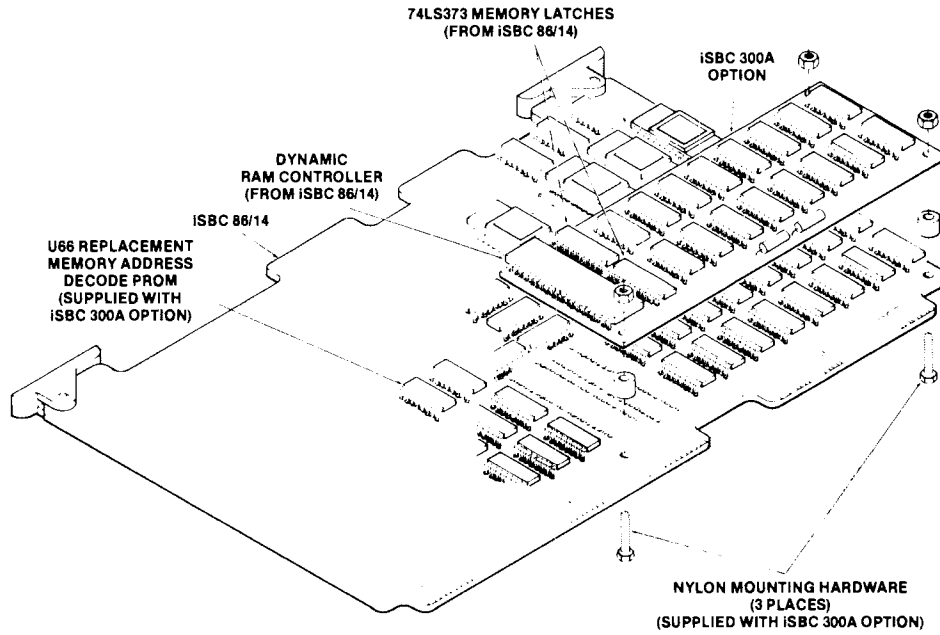 74LS373 MEMORY LATCHES
(FROM iSBC 86/14)
iSBC 300A
OPTION
DYNAMIC
RAM CONTROLLER
(FROM iSBC 86/14)
iSBC 86/14
U66 REPLACEMENT
MEMORY ADDRESS
DECODE PROM
(SUPPLIED WITH
iSBC 300A OPTION)
NYLON MOUNTING HARDWARE
(3 PLACES)
(SUPPLIED WITH iSBC 300A OPTION)